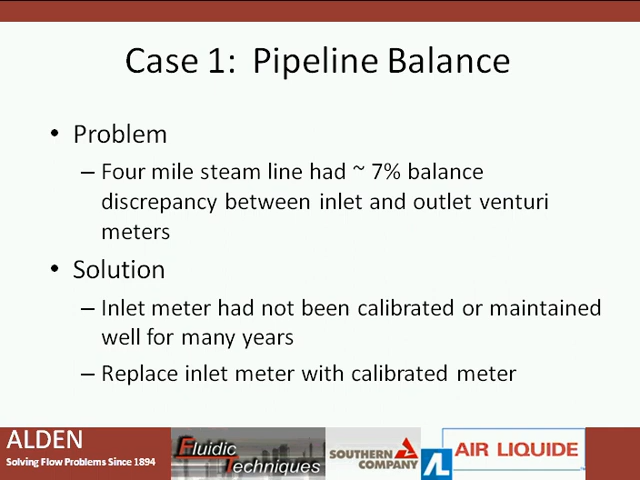 Case 1: Pipeline Balance
• Problem
– Four mile steam line had ~ 7% balance
discrepancy between inlet and outlet venturi
meters
• Solution
– Inlet meter had not been calibrated or maintained
well for many years
– Replace inlet meter with calibrated meter
ALDEN
Solving Flow Problems Since 1894
Fluidic
Techniques
SOUTHERN
COMPANY
AL
AIR LIQUIDE